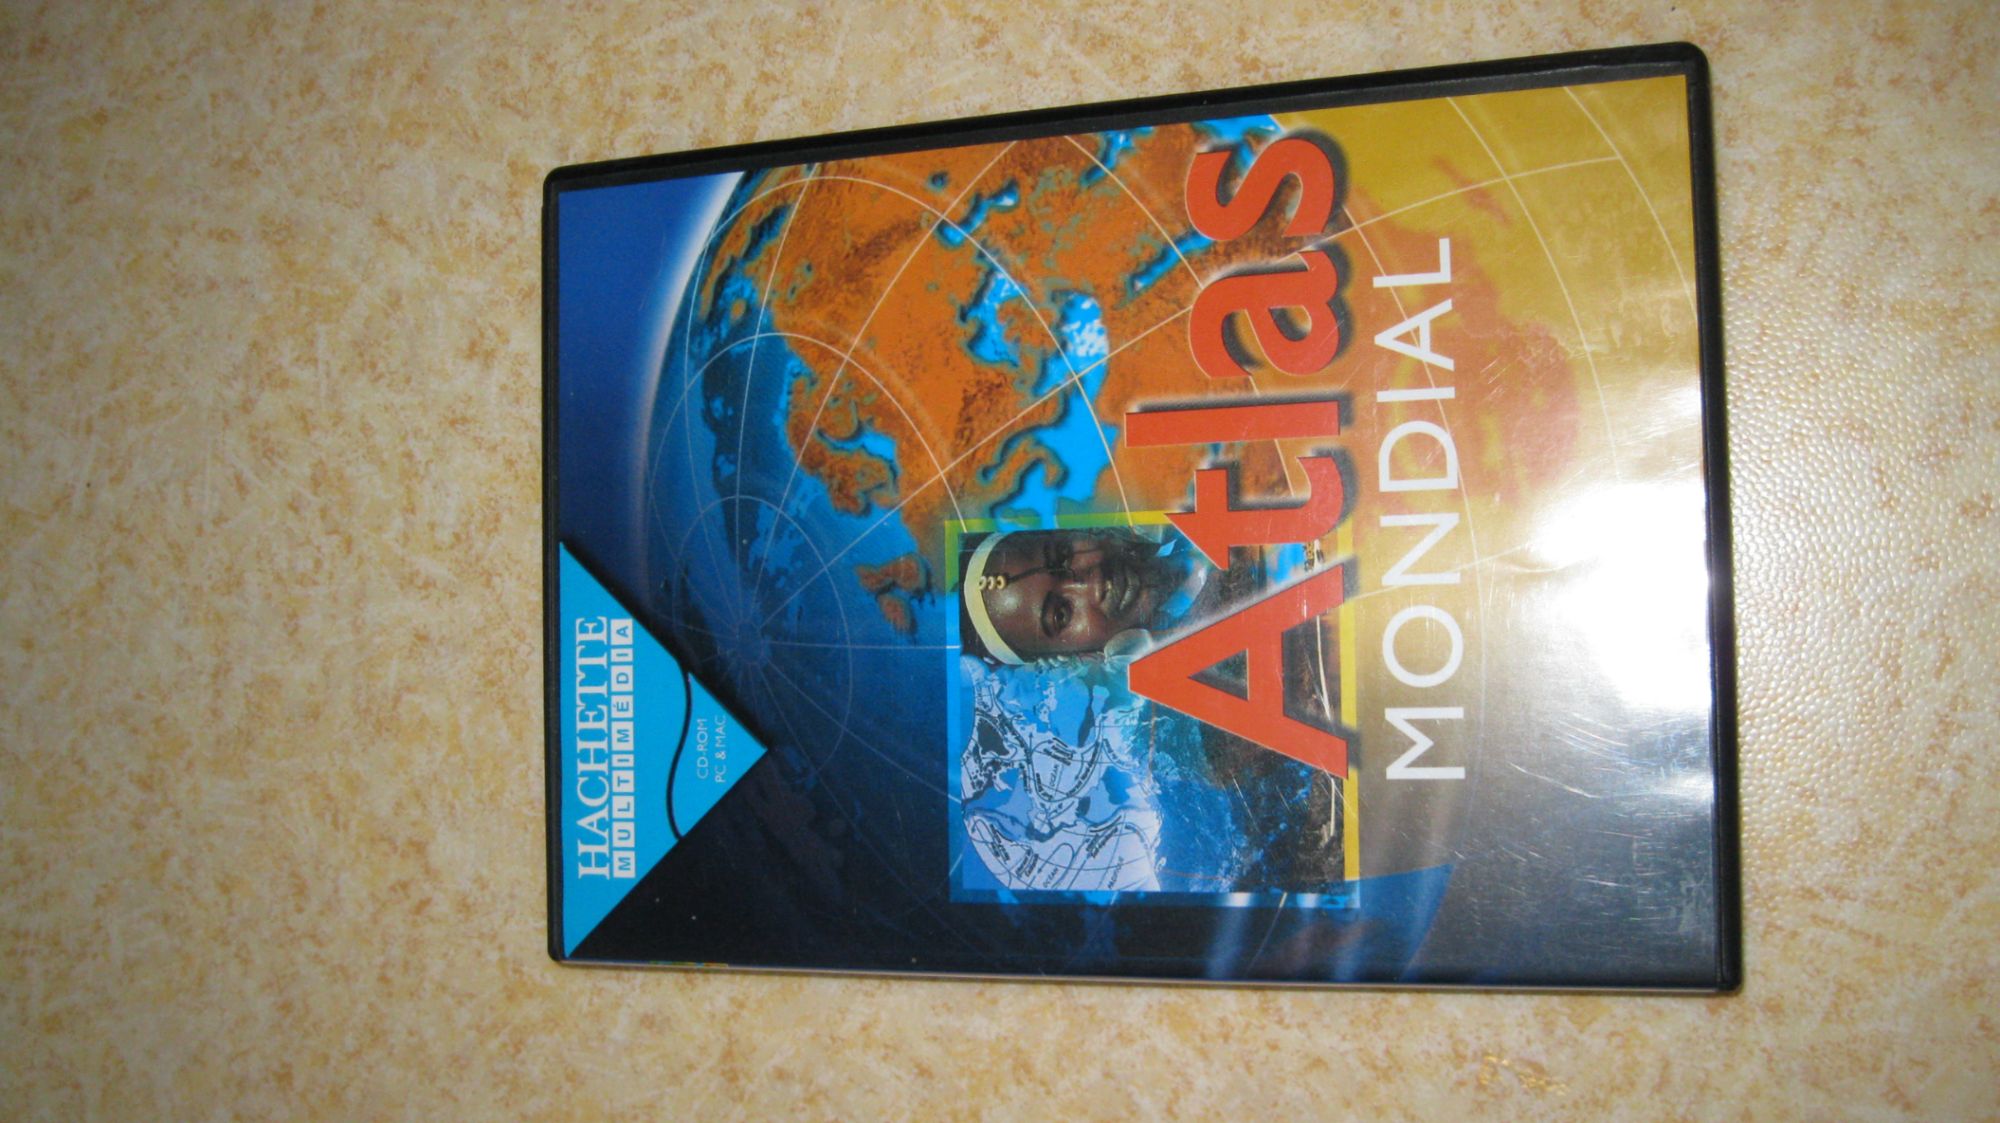 HACHETTE
MULTIMÉDIA
CD-ROM
PC & MAC
Atlas
MONDIAL